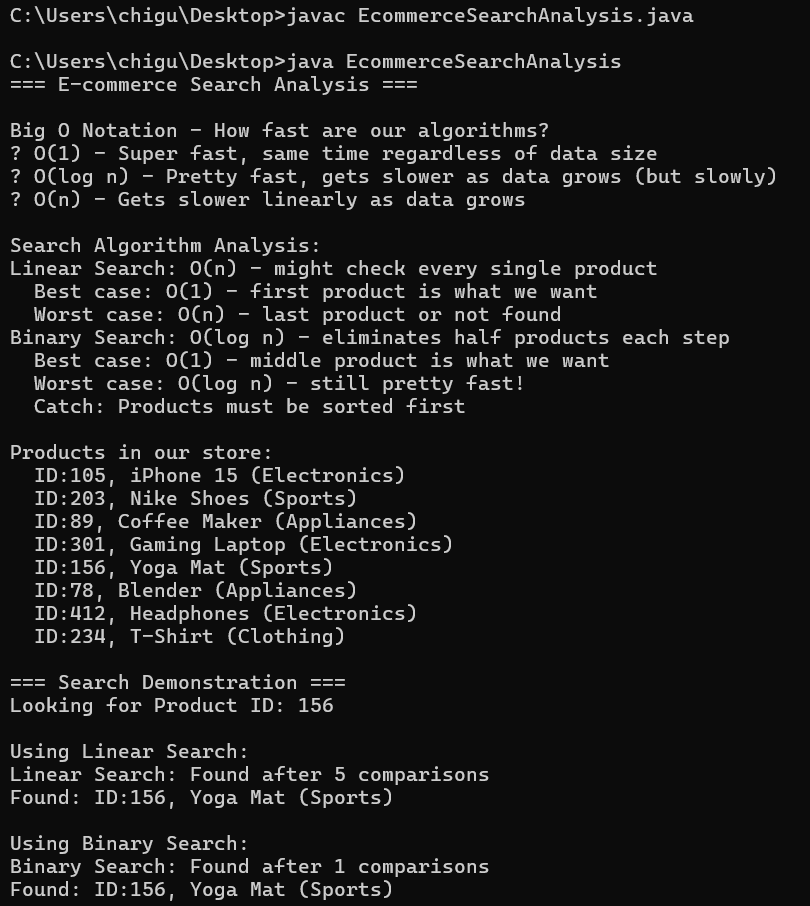 C:\Users\chigu\Desktop>javac EcommerceSearchAnalysis.java
C:\Users\chigu\Desktop>java EcommerceSearchAnalysis
=== E-commerce Search Analysis ===
Big O Notation - How fast are our algorithms?
? O(1) - Super fast, same time regardless of data size
? O(log n) - Pretty fast, gets slower as data grows (but slowly)
? O(n) - Gets slower linearly as data grows
Search Algorithm Analysis:
Linear Search: O(n) - might check every single product
  Best case: O(1) - first product is what we want
  Worst case: O(n) - last product or not found
Binary Search: O(log n) - eliminates half products each step
  Best case: O(1) - middle product is what we want
  Worst case: O(log n) - still pretty fast!
  Catch: Products must be sorted first
Products in our store:
  ID:105, iPhone 15 (Electronics)
  ID:203, Nike Shoes (Sports)
  ID:89, Coffee Maker (Appliances)
  ID:301, Gaming Laptop (Electronics)
  ID:156, Yoga Mat (Sports)
  ID:78, Blender (Appliances)
  ID:412, Headphones (Electronics)
  ID:234, T-Shirt (Clothing)
=== Search Demonstration ===
Looking for Product ID: 156
Using Linear Search:
Linear Search: Found after 5 comparisons
Found: ID:156, Yoga Mat (Sports)
Using Binary Search:
Binary Search: Found after 1 comparisons
Found: ID:156, Yoga Mat (Sports)